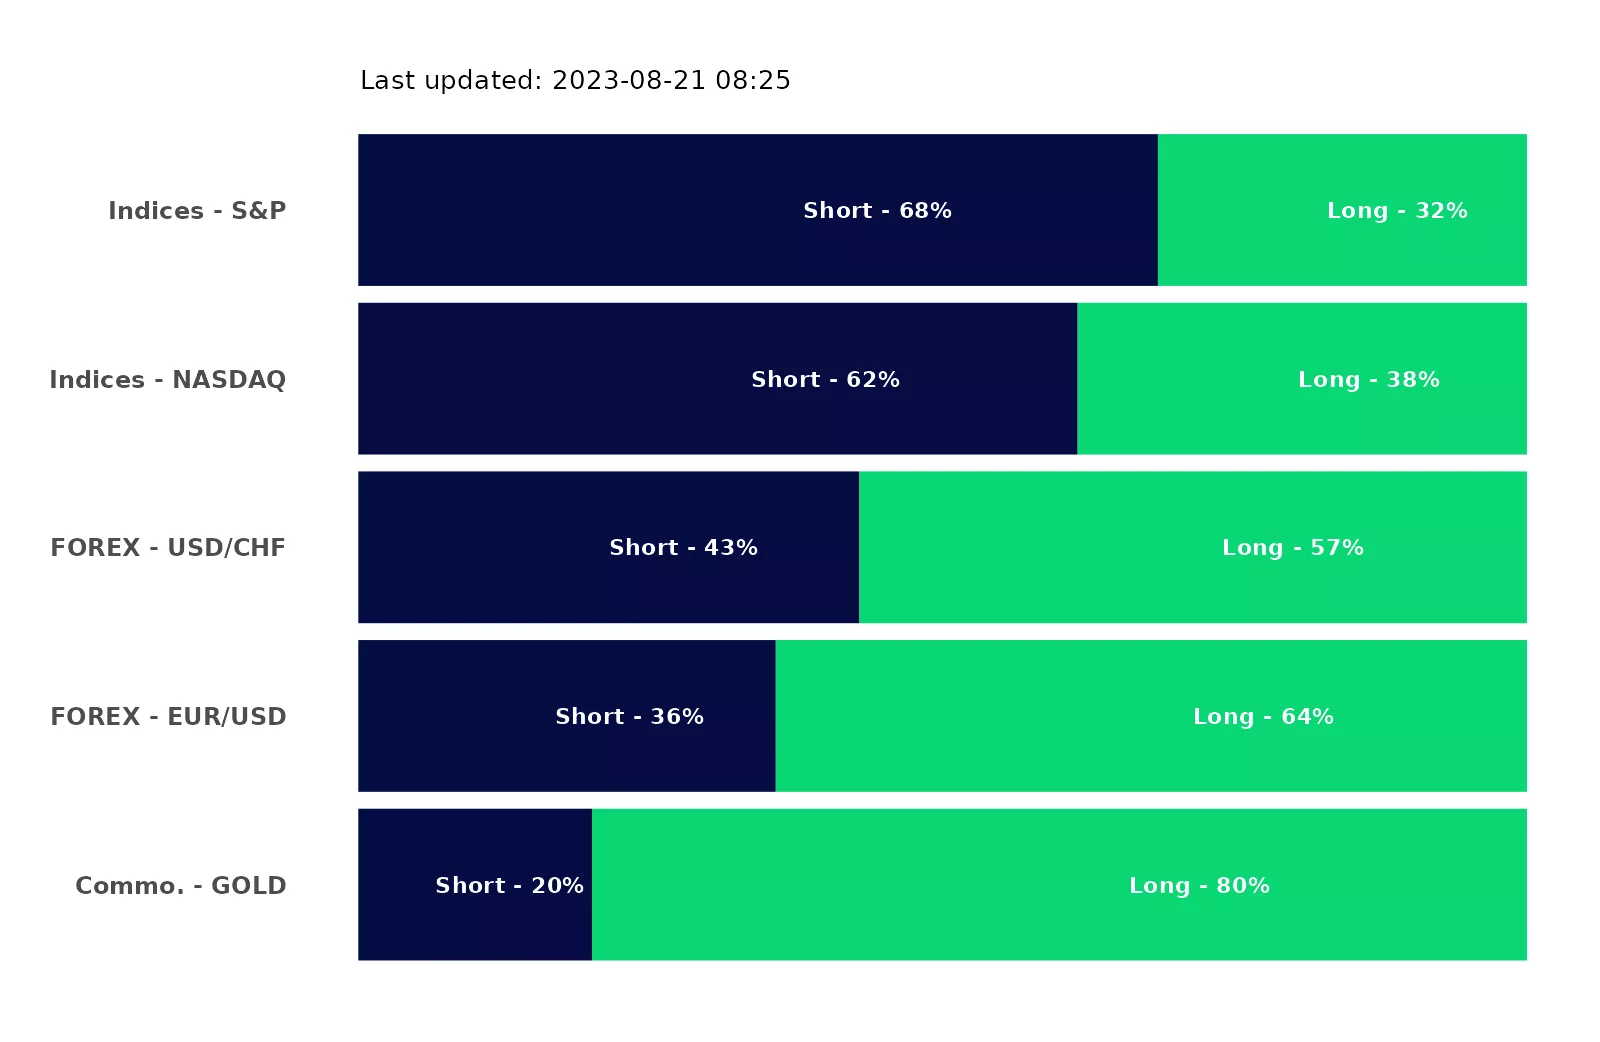 Last updated: 2023-08-21 08:25
Indices - S&P
Short - 68%
Long - 32%
Indices - NASDAQ
Short - 62%
Long - 38%
FOREX - USD/CHF
Short - 43%
Long - 57%
FOREX - EUR/USD
Short - 36%
Long - 64%
Commo. - GOLD
Short - 20%
Long - 80%